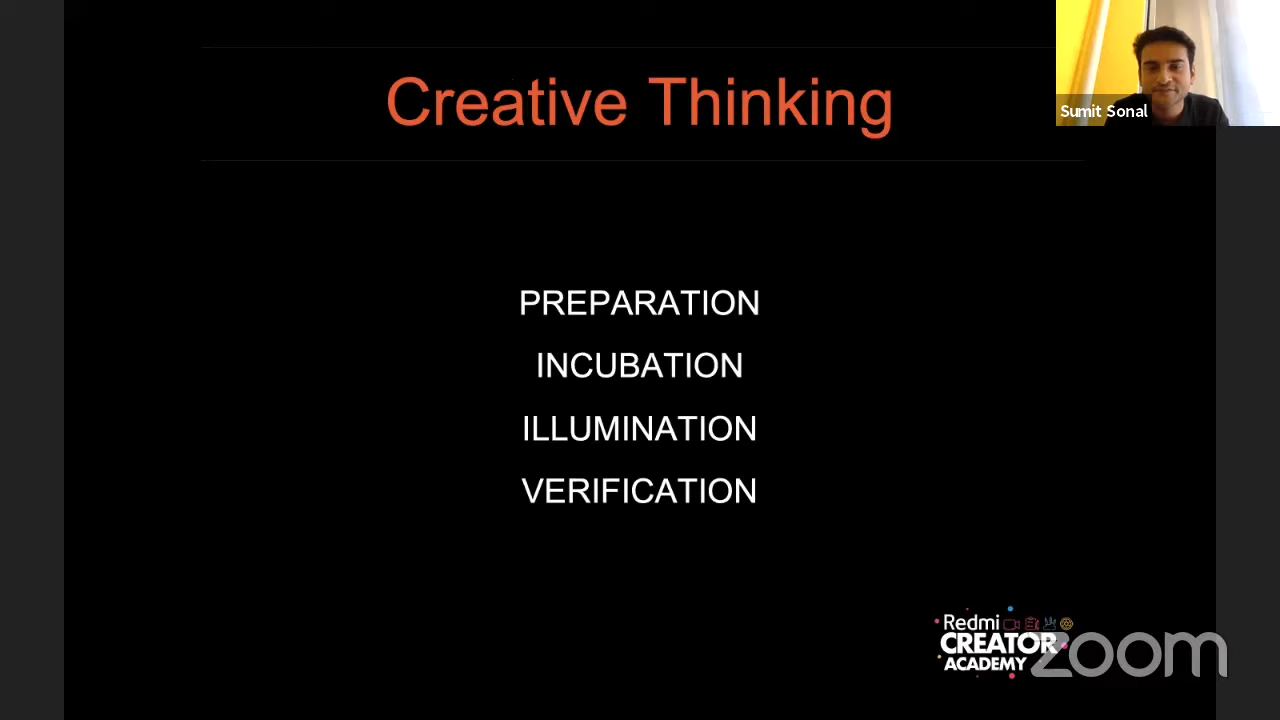 Creative Thinking
Sumit Sonal
PREPARATION
INCUBATION
ILLUMINATION
VERIFICATION
Redmi
CREATOR
ACADEMY
zoom